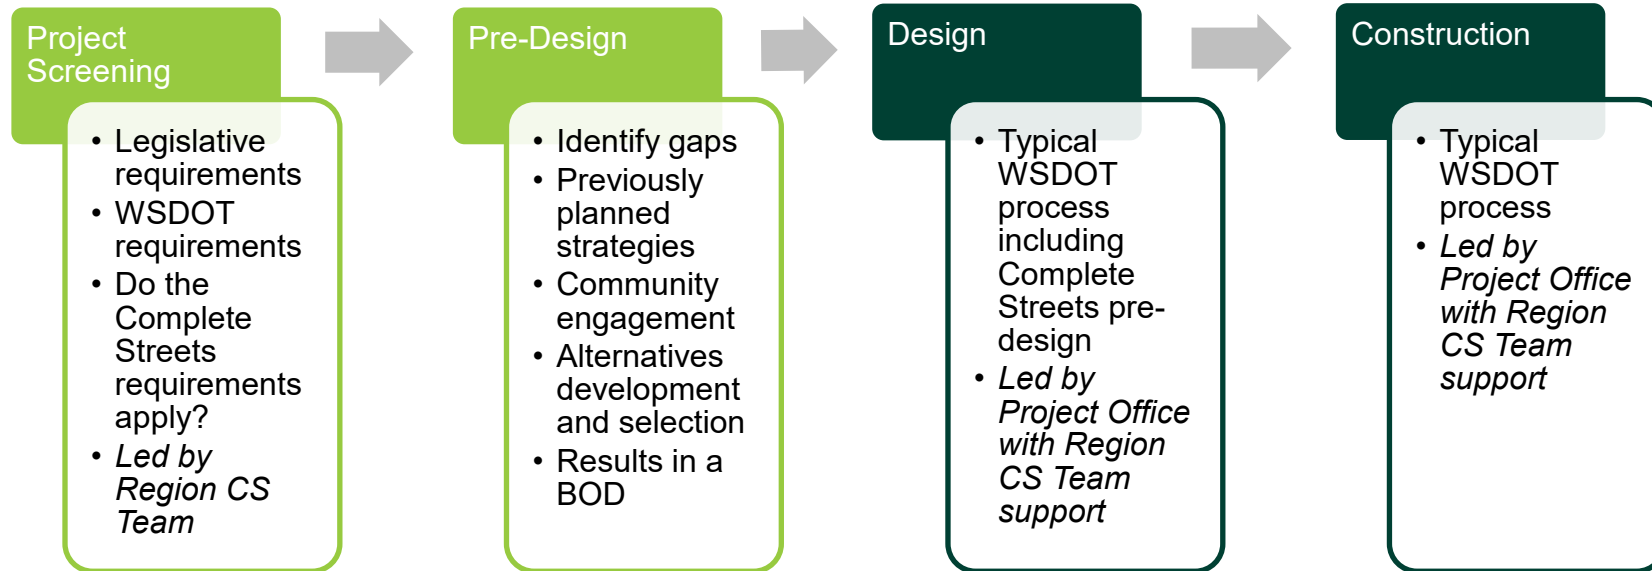 Project
Screening
• Legislative
requirements
• WSDOT
requirements
• Do the
Complete
Streets
requirements
apply?
• Led by
Region CS
Team
Pre-Design
• Identify gaps
• Previously
planned
strategies
• Community
engagement
• Alternatives
development
and selection
• Results in a
BOD
Design
• Typical
WSDOT
process
including
Complete
Streets pre-
design
• Led by
Project Office
with Region
CS Team
support
Construction
• Typical
WSDOT
process
• Led by
Project Office
with Region
CS Team
support